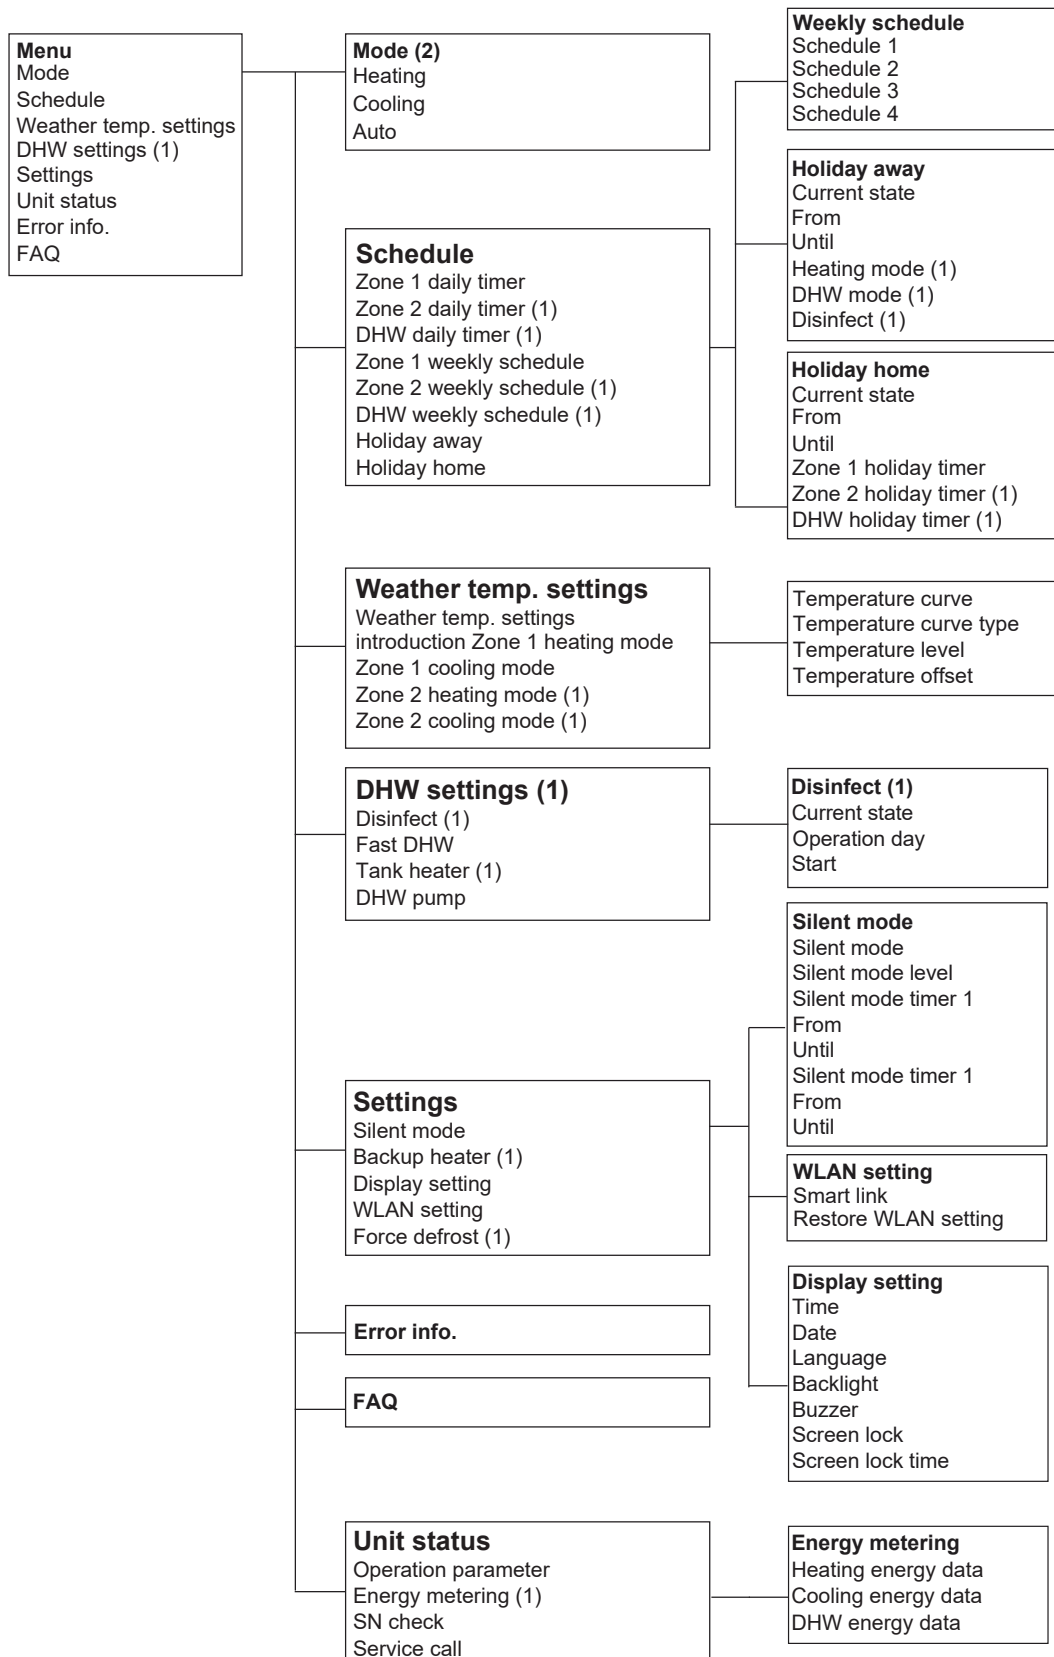 Menu
Mode
Schedule
Weather temp. settings
DHW settings (1)
Settings
Unit status
Error info.
FAQ
Mode (2)
Heating
Cooling
Auto
Schedule
Zone 1 daily timer
Zone 2 daily timer (1)
DHW daily timer (1)
Zone 1 weekly schedule
Zone 2 weekly schedule (1)
DHW weekly schedule (1)
Holiday away
Holiday home
Weekly schedule
Schedule 1
Schedule 2
Schedule 3
Schedule 4
Holiday away
Current state
From
Until
Heating mode (1)
DHW mode (1)
Disinfect (1)
Holiday home
Current state
From
Until
Zone 1 holiday timer
Zone 2 holiday timer (1)
DHW holiday timer (1)
Weather temp. settings
Weather temp. settings
introduction Zone 1 heating mode
Zone 1 cooling mode
Zone 2 heating mode (1)
Zone 2 cooling mode (1)
Temperature curve
Temperature curve type
Temperature level
Temperature offset
DHW settings (1)
Disinfect (1)
Fast DHW
Tank heater (1)
DHW pump
Disinfect (1)
Current state
Operation day
Start
Settings
Silent mode
Backup heater (1)
Display setting
WLAN setting
Force defrost (1)
Silent mode
Silent mode
Silent mode level
Silent mode timer 1
From
Until
Silent mode timer 1
From
Until
WLAN setting
Smart link
Restore WLAN setting
Display setting
Time
Date
Language
Backlight
Buzzer
Screen lock
Screen lock time
Error info.
FAQ
Unit status
Operation parameter
Energy metering (1)
SN check
Service call
Energy metering
Heating energy data
Cooling energy data
DHW energy data